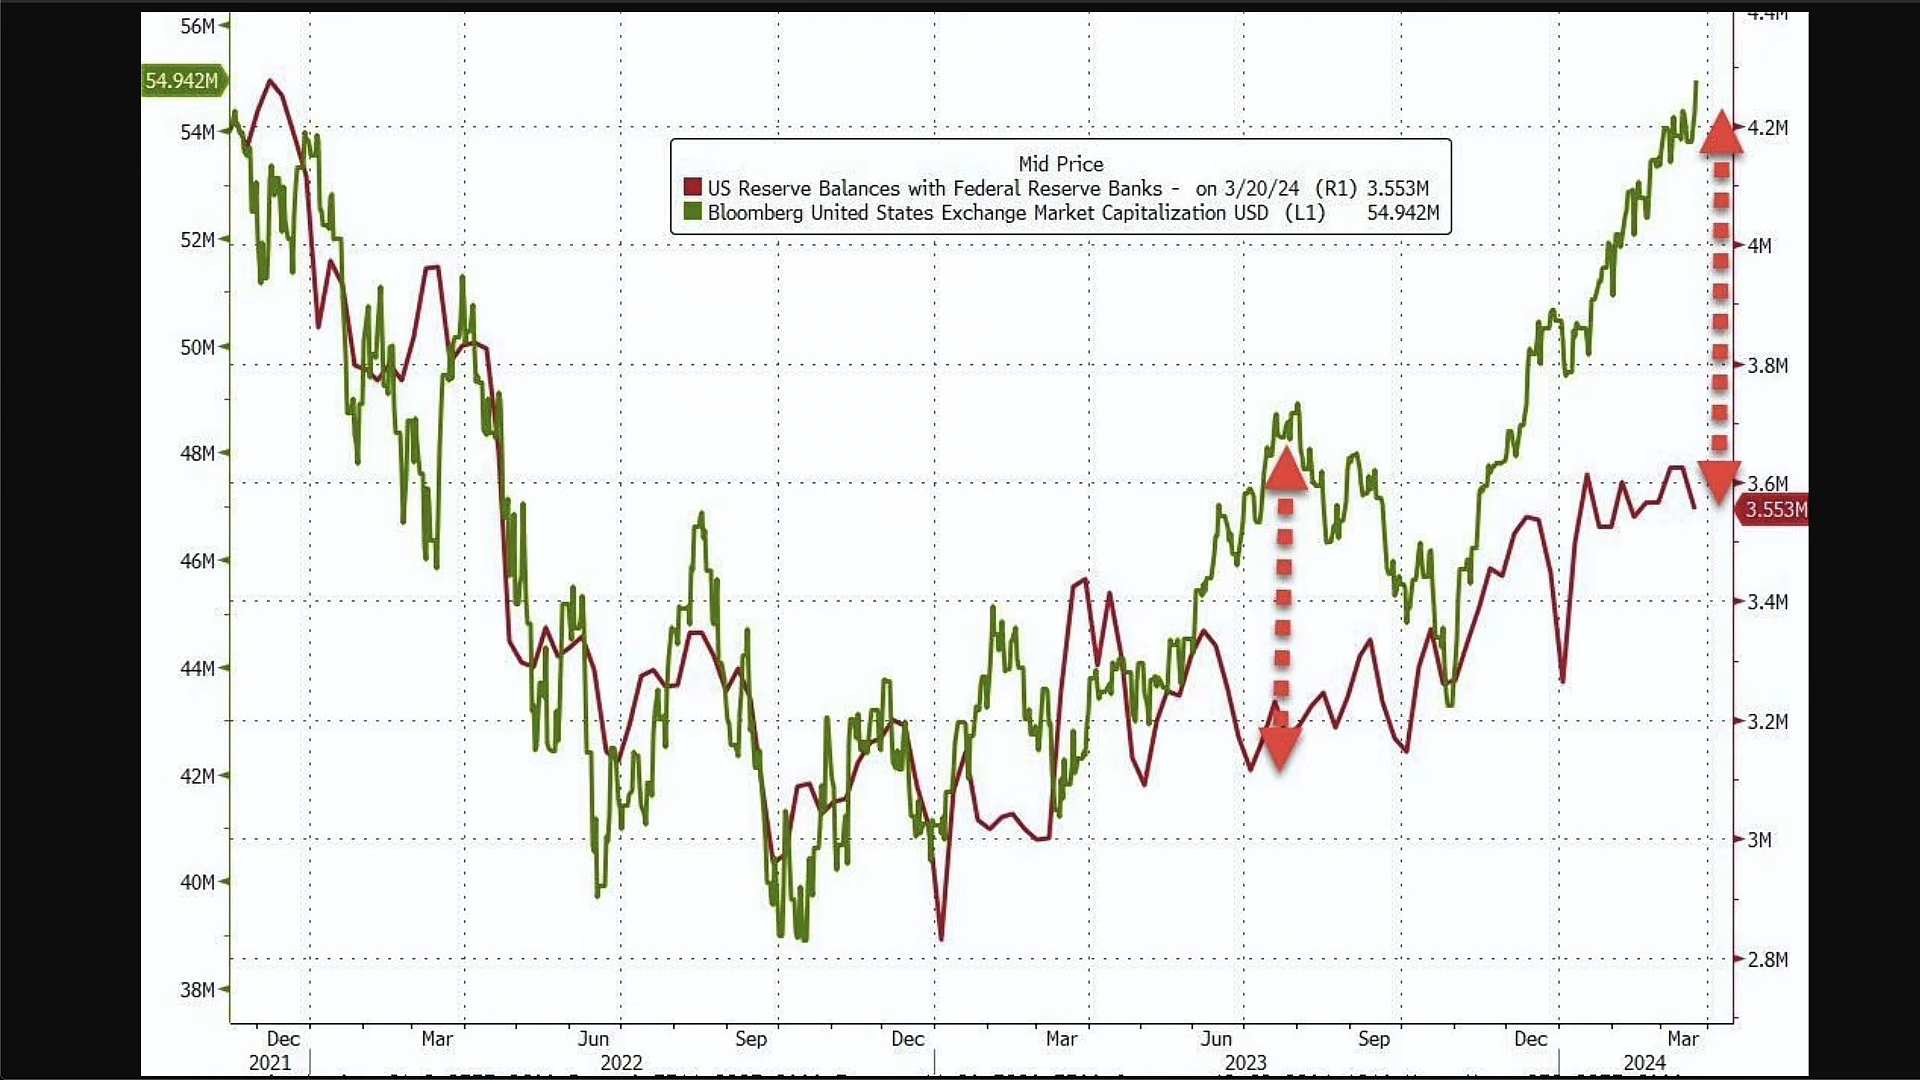 56M
54.942M
54M
52M
50M
48M
46M
44M
42M
40M
38M
Mid Price
US Reserve Balances with Federal Reserve Banks - on 3/20/24 (R1) 3.553M
Bloomberg United States Exchange Market Capitalization USD (L1) 54.942M
4.4M
4.2M
4M
3.8M
3.6M
3.553M
3.4M
3.2M
3M
2.8M
Dec Mar Jun Sep Dec Mar Jun Sep Dec Mar
2021 2022 2023 2024